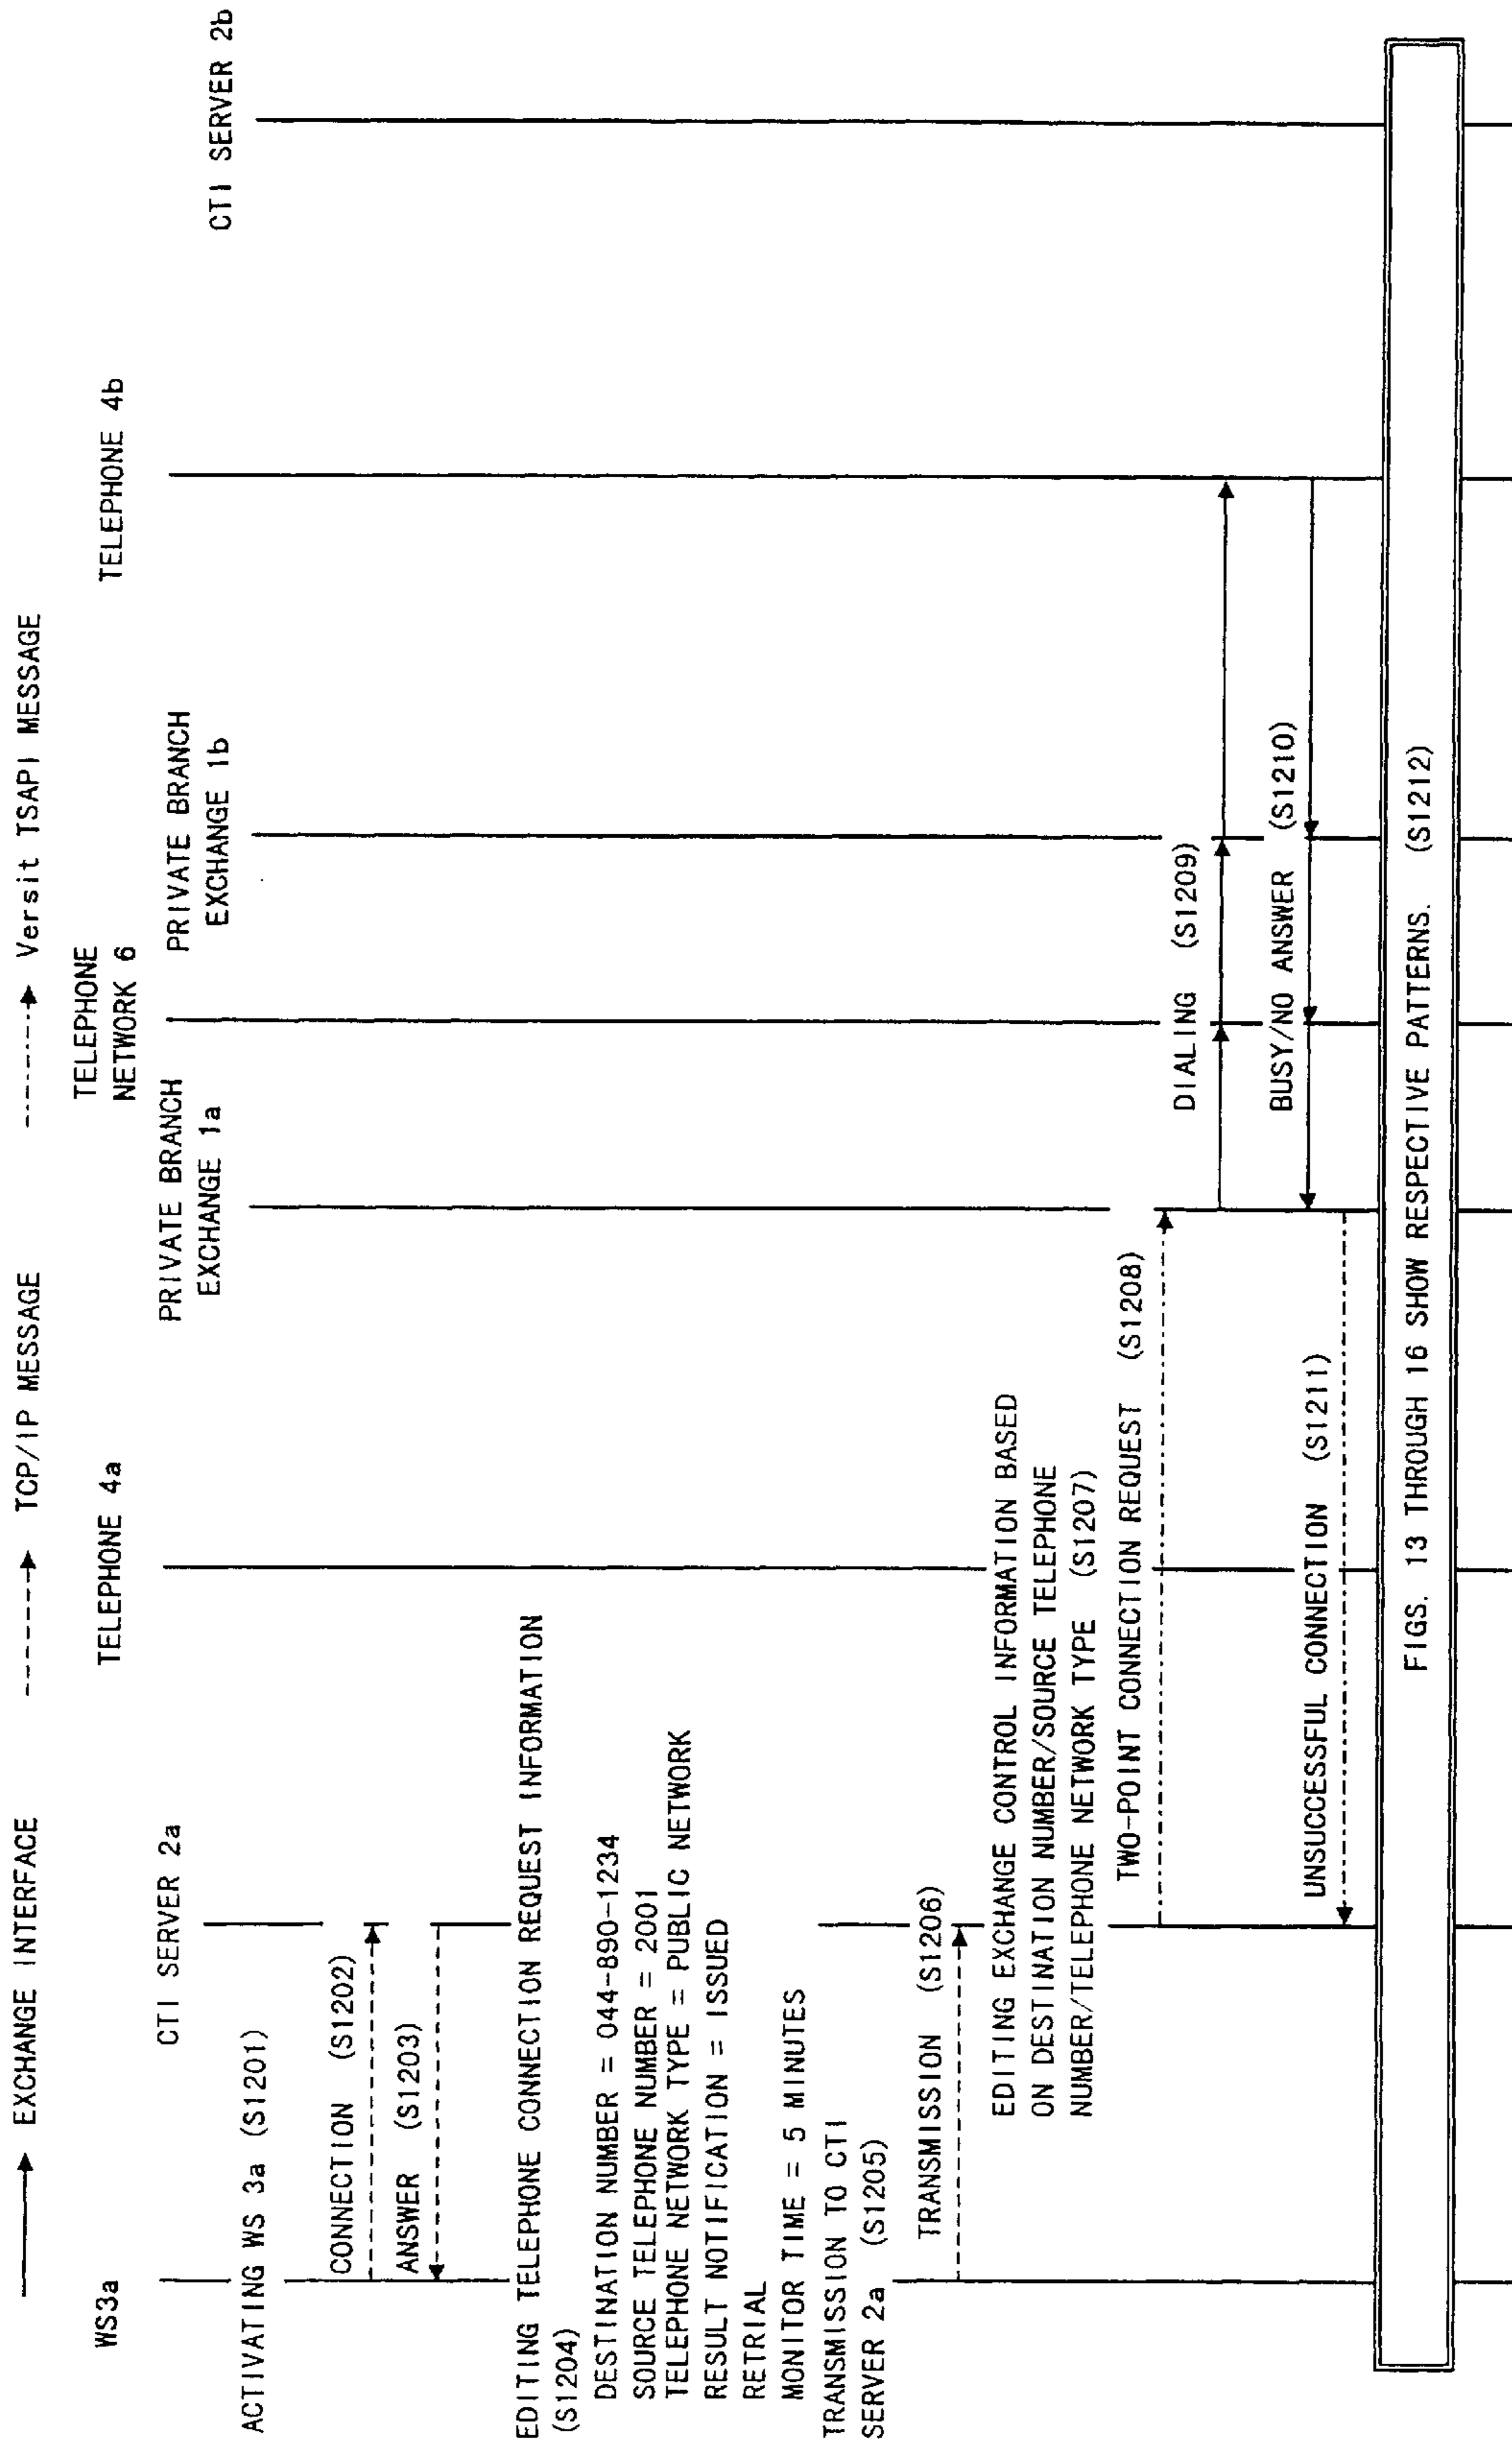 EXCHANGE INTERFACE
TCP/IP MESSAGE
Versit TSAPI MESSAGE
WS3a
CTI SERVER 2a
TELEPHONE 4a
PRIVATE BRANCH
EXCHANGE 1a
TELEPHONE
NETWORK 6
PRIVATE BRANCH
EXCHANGE 1b
TELEPHONE 4b
CTI SERVER 2b
ACTIVATING WS 3a (S1201)
CONNECTION (S1202)
ANSWER (S1203)
EDITING TELEPHONE CONNECTION REQUEST INFORMATION
(S1204)
DESTINATION NUMBER = 044-890-1234
SOURCE TELEPHONE NUMBER = 2001
TELEPHONE NETWORK TYPE = PUBLIC NETWORK
RESULT NOTIFICATION = ISSUED
RETRIAL
MONITOR TIME = 5 MINUTES
TRANSMISSION TO CTI
SERVER 2a (S1205)
TRANSMISSION (S1206)
EDITING EXCHANGE CONTROL INFORMATION BASED
ON DESTINATION NUMBER/SOURCE TELEPHONE
NUMBER/TELEPHONE NETWORK TYPE (S1207)
TWO-POINT CONNECTION REQUEST (S1208)
DIALING (S1209)
BUSY/NO ANSWER (S1210)
UNSUCCESSFUL CONNECTION (S1211)
FIGS. 13 THROUGH 16 SHOW RESPECTIVE PATTERNS. (S1212)